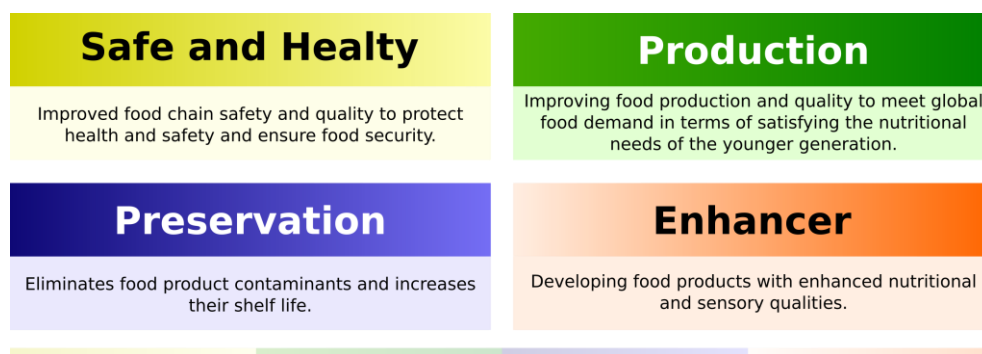 Safe and Healty
Improved food chain safety and quality to protect
health and safety and ensure food security.
Production
Improving food production and quality to meet global
food demand in terms of satisfying the nutritional
needs of the younger generation.
Preservation
Eliminates food product contaminants and increases
their shelf life.
Enhancer
Developing food products with enhanced nutritional
and sensory qualities.